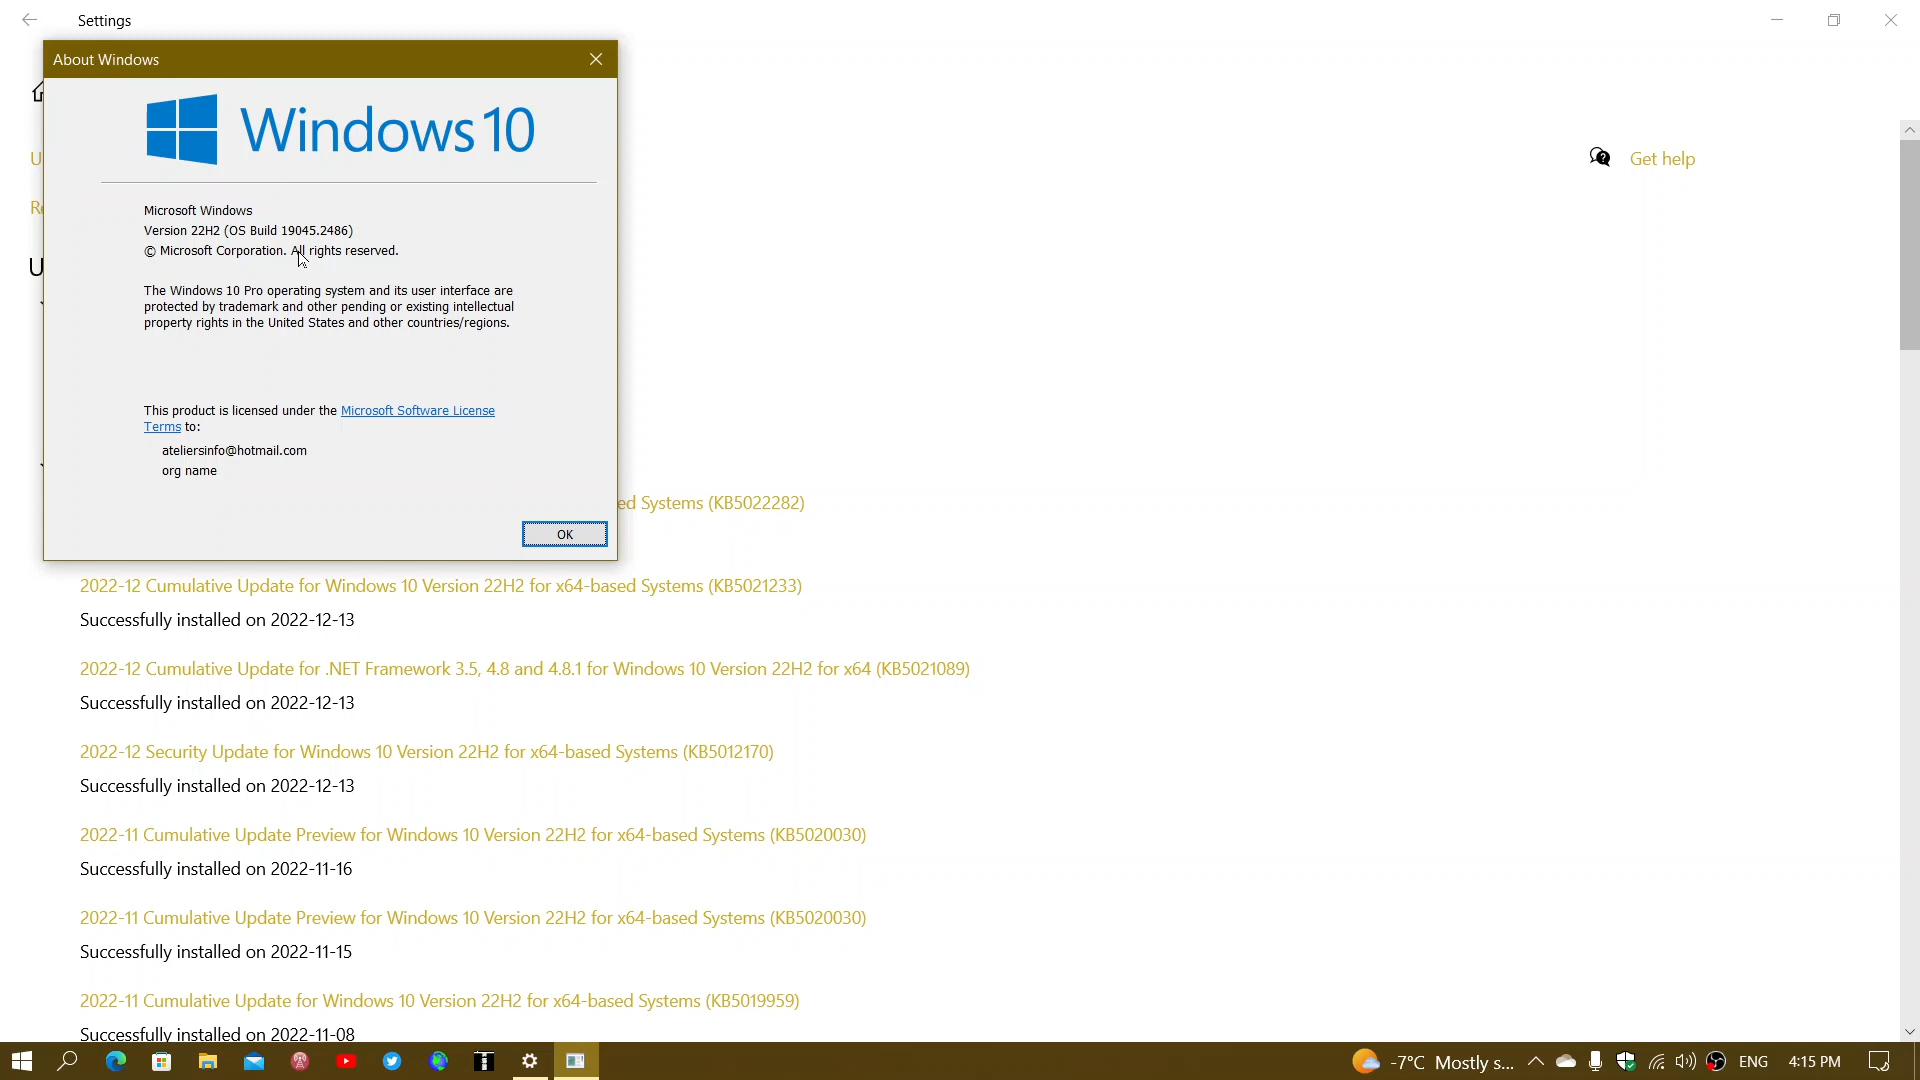 Settings
About Windows
Windows 10
Microsoft Windows
Version 22H2 (OS Build 19045.2486)
© Microsoft Corporation. All rights reserved.
The Windows 10 Pro operating system and its user interface are
protected by trademark and other pending or existing intellectual
property rights in the United States and other countries/regions.
This product is licensed under the Microsoft Software License
Terms to:
ateliersinfo@hotmail.com
org name
OK
Get help
U
Re
U
ed Systems (KB5022282)
2022-12 Cumulative Update for Windows 10 Version 22H2 for x64-based Systems (KB5021233)
Successfully installed on 2022-12-13
2022-12 Cumulative Update for .NET Framework 3.5, 4.8 and 4.8.1 for Windows 10 Version 22H2 for x64 (KB5021089)
Successfully installed on 2022-12-13
2022-12 Security Update for Windows 10 Version 22H2 for x64-based Systems (KB5012170)
Successfully installed on 2022-12-13
2022-11 Cumulative Update Preview for Windows 10 Version 22H2 for x64-based Systems (KB5020030)
Successfully installed on 2022-11-16
2022-11 Cumulative Update Preview for Windows 10 Version 22H2 for x64-based Systems (KB5020030)
Successfully installed on 2022-11-15
2022-11 Cumulative Update for Windows 10 Version 22H2 for x64-based Systems (KB5019959)
Successfully installed on 2022-11-08
-7°C Mostly s... ENG 4:15 PM